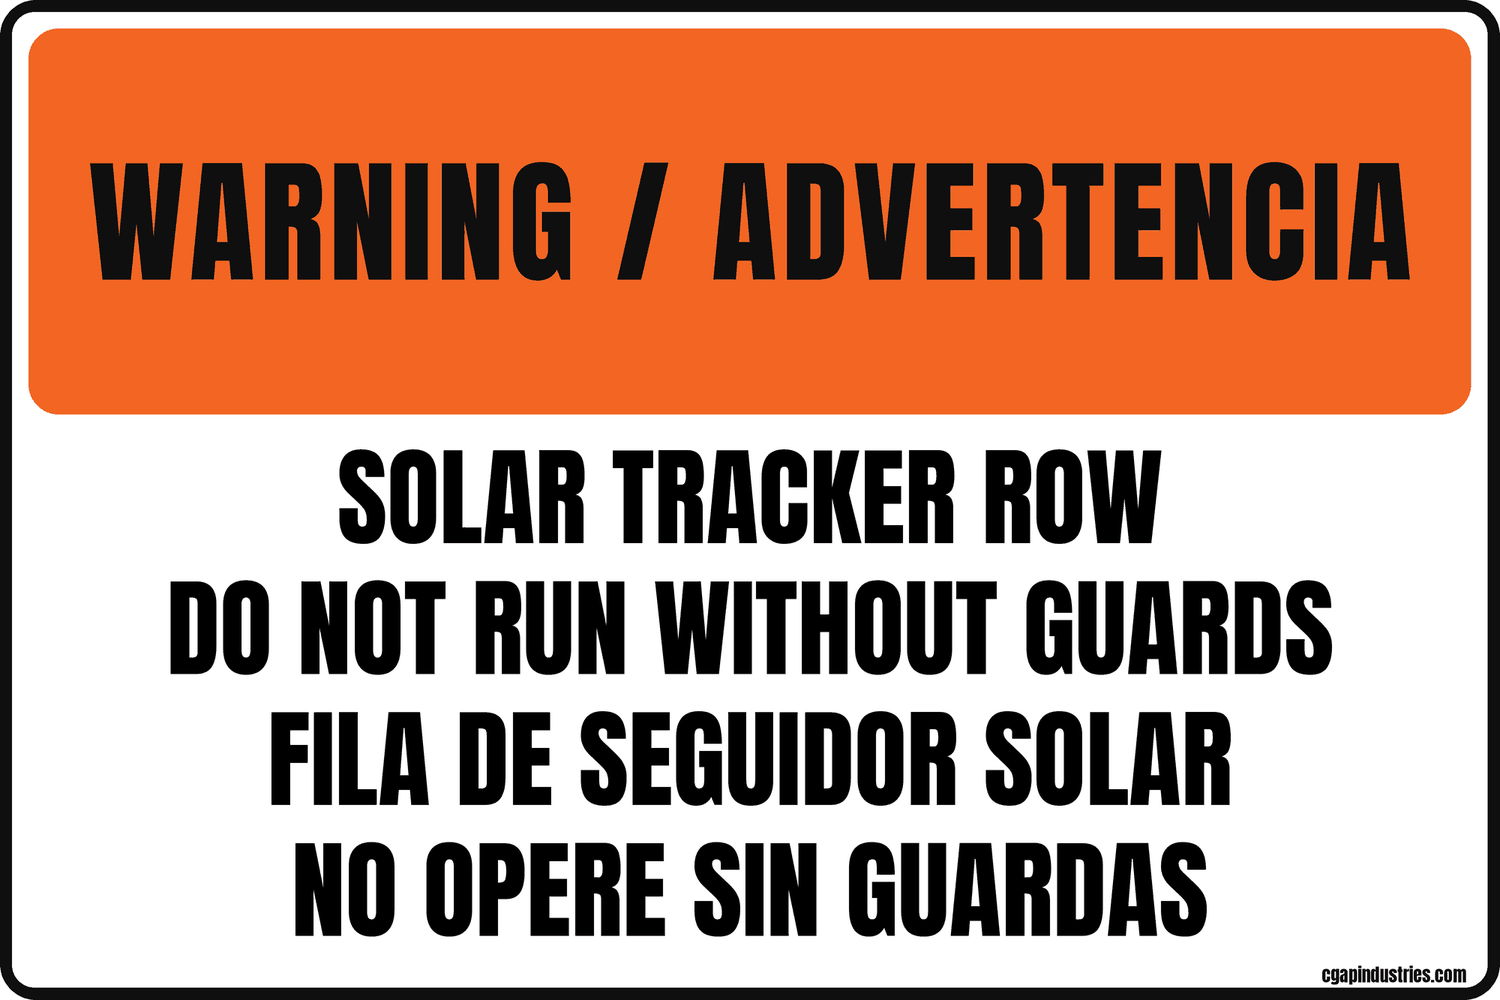 WARNING / ADVERTENCIA
SOLAR TRACKER ROW
DO NOT RUN WITHOUT GUARDS
FILA DE SEGUIDOR SOLAR
NO OPERE SIN GUARDAS
cgapindustries.com